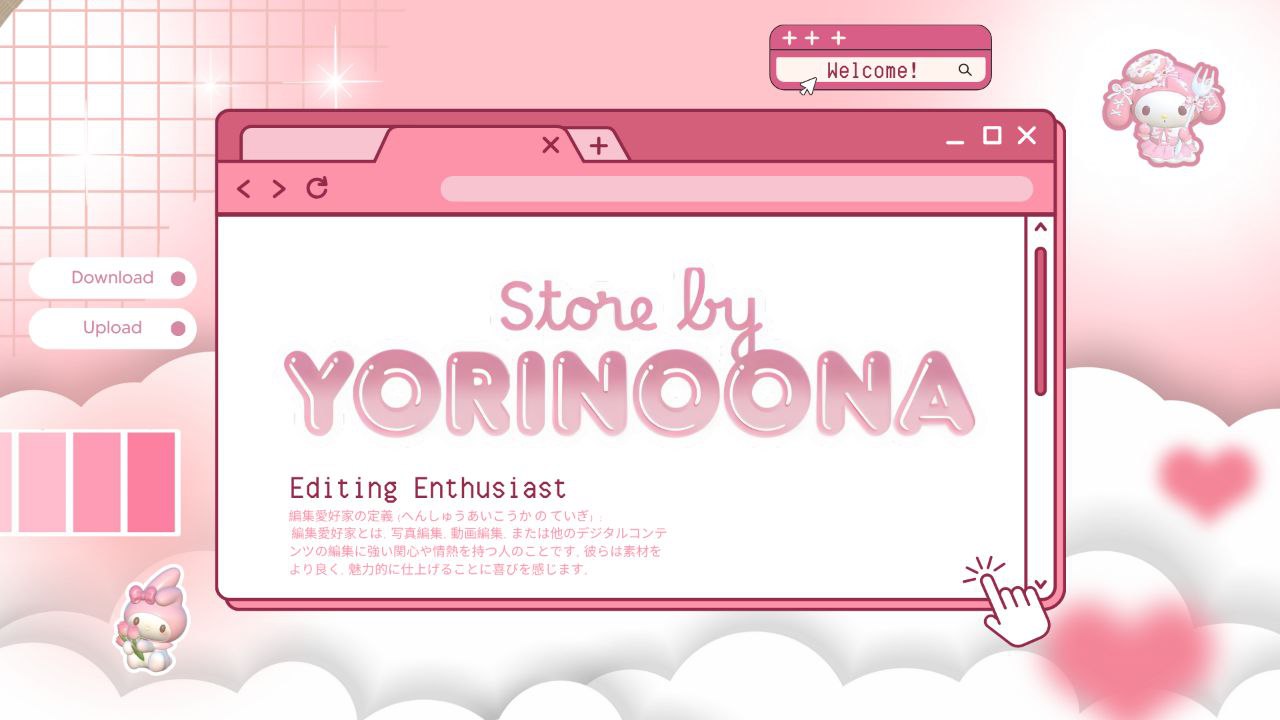 Welcome!
Download
Upload
Store by
YORINOONA
Editing Enthusiast
編集愛好家の定義 (へんしゅうあいこうか の ていぎ) :
編集愛好家とは、写真編集、動画編集、または他のデジタルコンテ
ンツの編集に強い関心や情熱を持つ人のことです。彼らは素材を
より良く、魅力的に仕上げることに喜びを感じます。